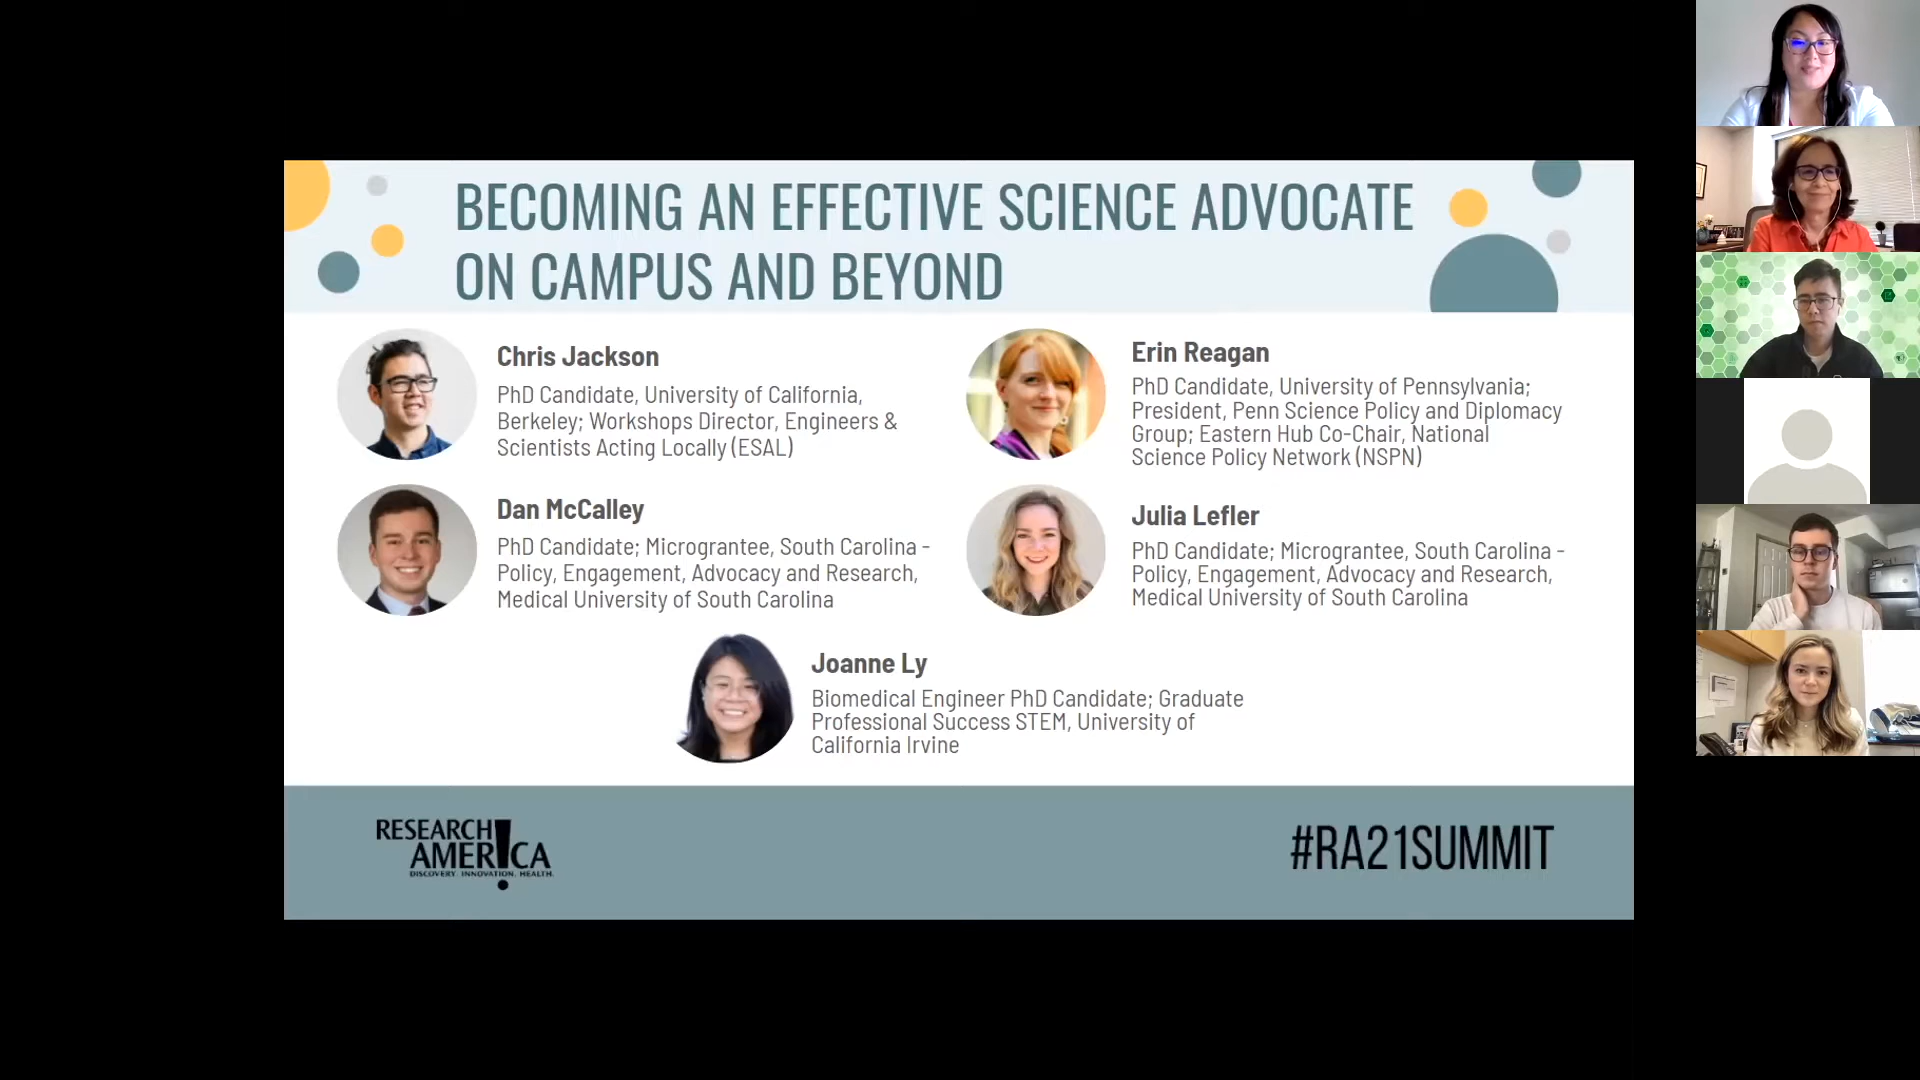 BECOMING AN EFFECTIVE SCIENCE ADVOCATE
ON CAMPUS AND BEYOND
Chris Jackson
PhD Candidate, University of California,
Berkeley; Workshops Director, Engineers &
Scientists Acting Locally (ESAL)
Erin Reagan
PhD Candidate, University of Pennsylvania;
President, Penn Science Policy and Diplomacy
Group; Eastern Hub Co-Chair, National
Science Policy Network (NSPN)
Dan McCalley
PhD Candidate; Micrograntee, South Carolina -
Policy, Engagement, Advocacy and Research,
Medical University of South Carolina
Julia Lefler
PhD Candidate; Micrograntee, South Carolina -
Policy, Engagement, Advocacy and Research,
Medical University of South Carolina
Joanne Ly
Biomedical Engineer PhD Candidate; Graduate
Professional Success STEM, University of
California Irvine
RESEARCH
AMER!CA
DISCOVERY. INNOVATION. HEALTH.
#RA21SUMMIT